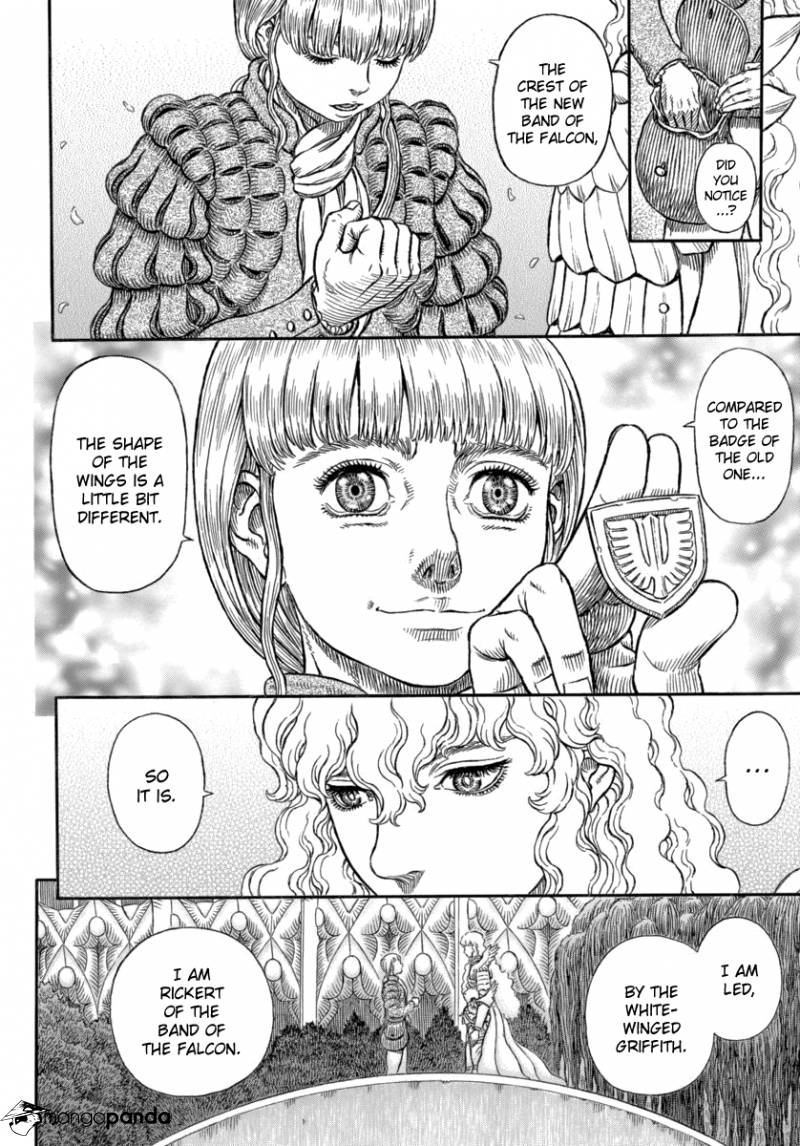 DID
YOU
NOTICE
...?
THE
CREST OF
THE NEW
BAND OF
THE FALCON,
COMPARED
TO THE
BADGE OF
THE OLD
ONE...
THE SHAPE
OF THE
WINGS IS A
LITTLE BIT
DIFFERENT.
...
SO
IT IS.
I AM
LED,
BY THE
WHITE-
WINGED
GRIFFITH.
I AM
RICKERT
OF THE
BAND OF
THE FALCON.
mangapanda